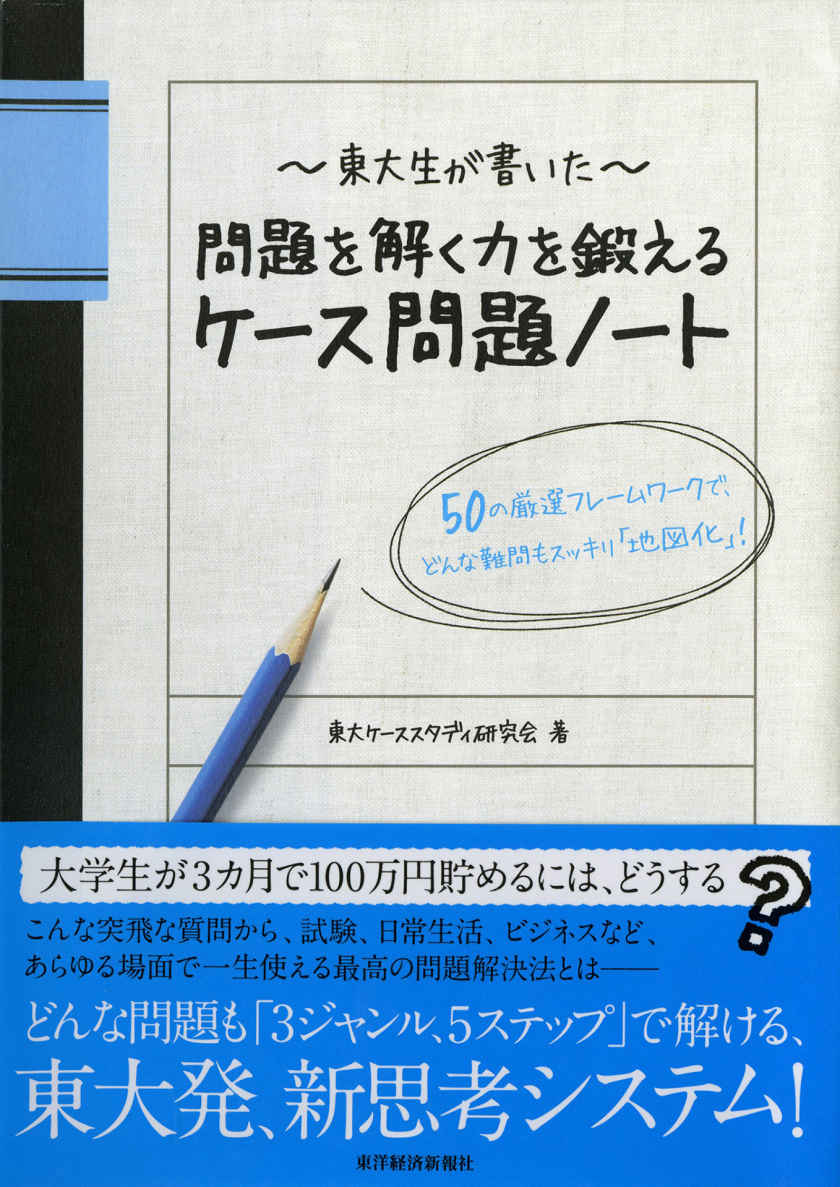 ～東大生が書いた～
問題を解く力を鍛える
ケース問題ノート
50の厳選フレームワークで、
どんな難問もスッキリ「地図化」!
東大ケーススタディ研究会 著
大学生が3カ月で100万円貯めるには、どうする?
こんな突飛な質問から、試験、日常生活、ビジネスなど、
あらゆる場面で一生使える最高の問題解決法とは――
どんな問題も「3ジャンル、5ステップ」で解ける、
東大発、新思考システム!
東洋経済新報社